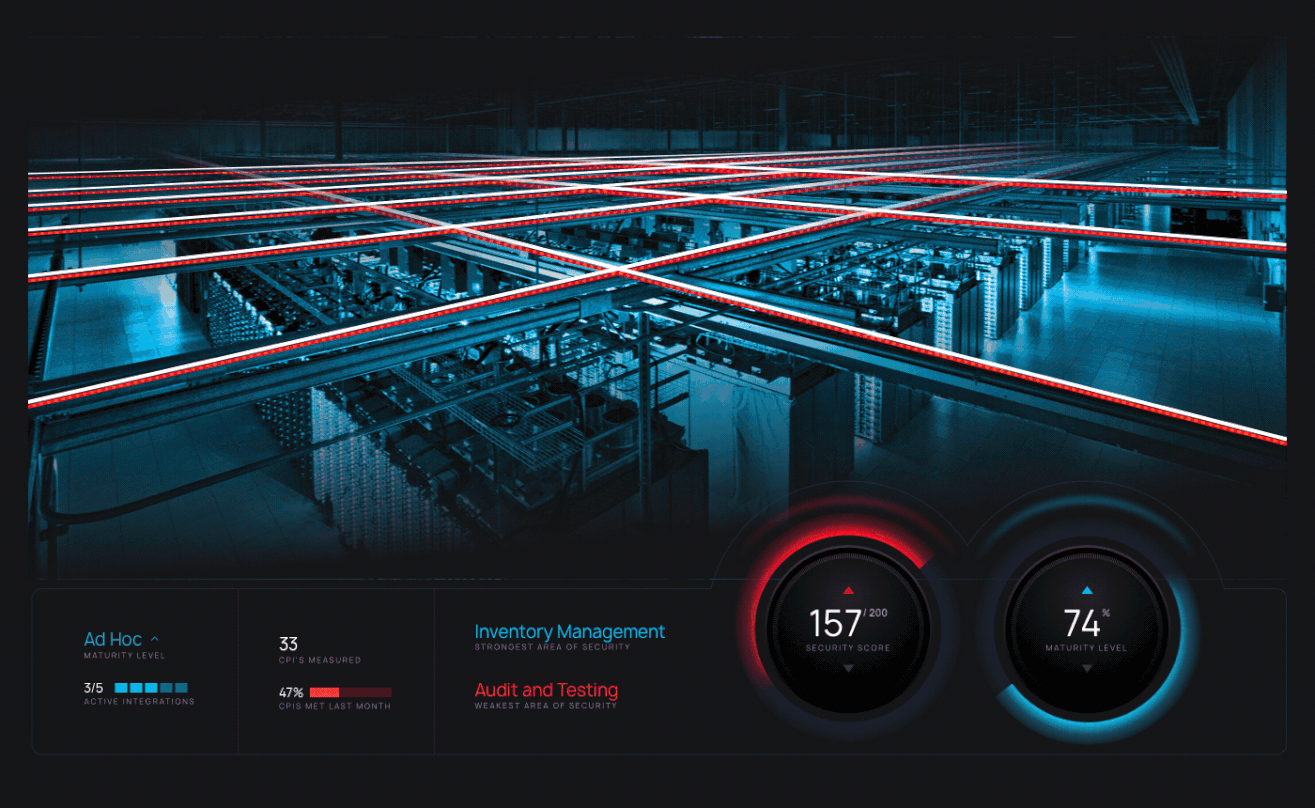 Ad Hoc
MATURITY LEVEL
3/5
ACTIVE INTEGRATIONS
33
CPI'S MEASURED
47%
CPIS MET LAST MONTH
Inventory Management
STRONGEST AREA OF SECURITY
Audit and Testing
WEAKEST AREA OF SECURITY
157/200
SECURITY SCORE
74%
MATURITY LEVEL